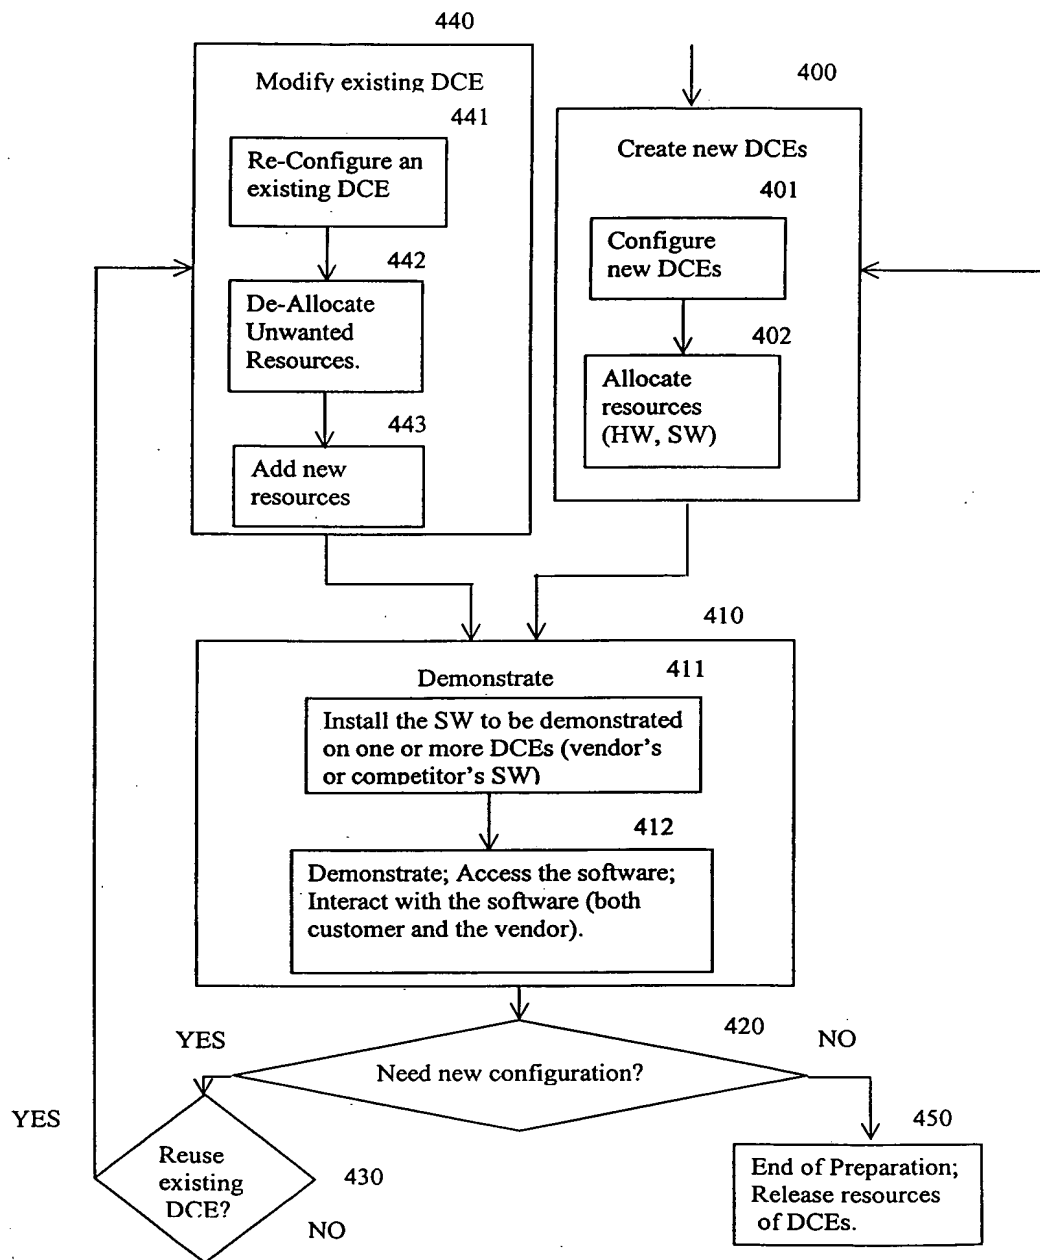 440
Modify existing DCE
441
Re-Configure an
existing DCE
442
De-Allocate
Unwanted
Resources.
443
Add new
resources
400
Create new DCEs
401
Configure
new DCEs
402
Allocate
resources
(HW, SW)
410
Demonstrate
411
Install the SW to be demonstrated
on one or more DCEs (vendor's
or competitor's SW)
412
Demonstrate; Access the software;
Interact with the software (both
customer and the vendor).
420
YES
NO
Need new configuration?
YES
Reuse
existing
DCE?
430
NO
450
End of Preparation;
Release resources
of DCEs.